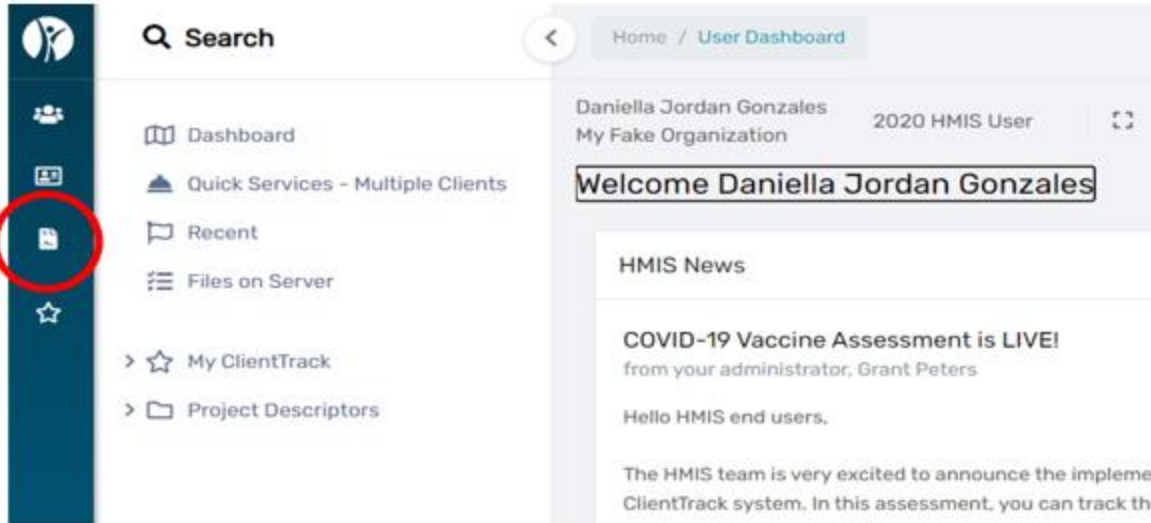 Search
Home / User Dashboard
Dashboard
Quick Services - Multiple Clients
Recent
Files on Server
My ClientTrack
Project Descriptors
Daniella Jordan Gonzales
My Fake Organization
2020 HMIS User
Welcome Daniella Jordan Gonzales
HMIS News
COVID-19 Vaccine Assessment is LIVE!
from your administrator, Grant Peters
Hello HMIS end users,
The HMIS team is very excited to announce the impleme
ClientTrack system. In this assessment, you can track th